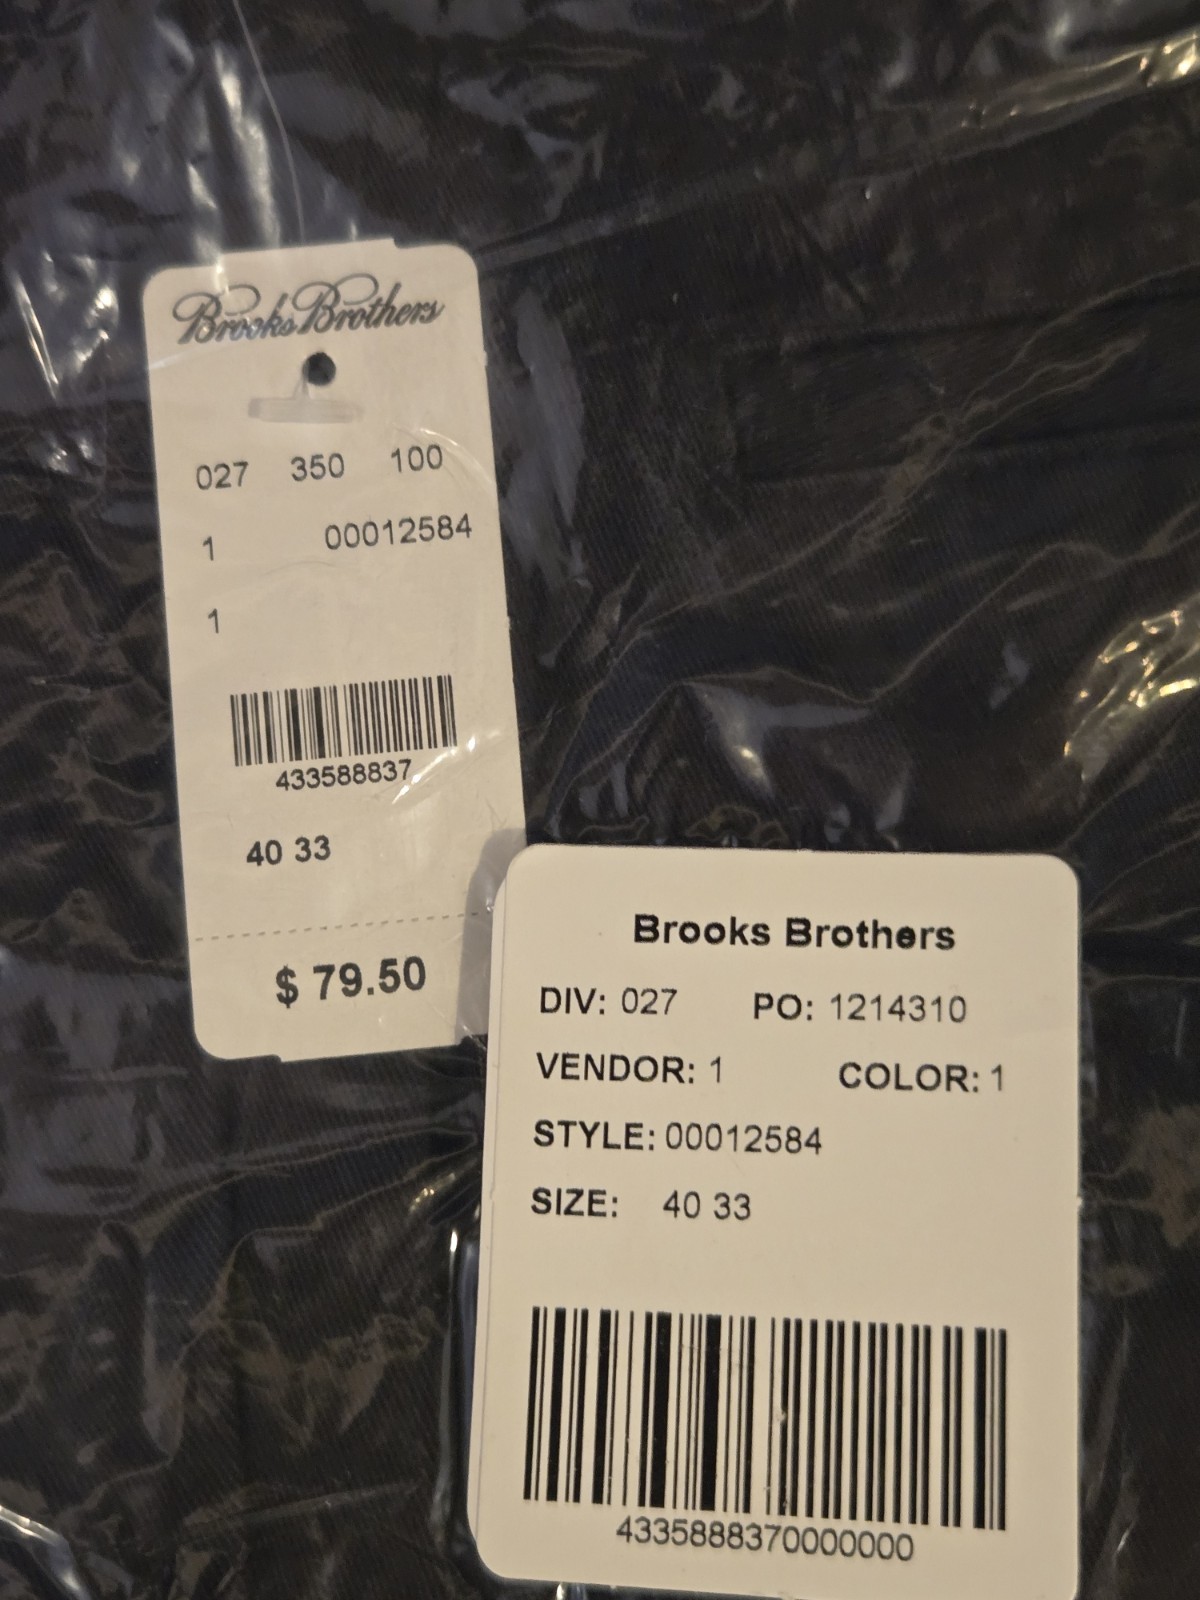 Brooks Brothers
027 350 100
1 00012584
1
433588837
40 33
$ 79.50
Brooks Brothers
DIV: 027 PO: 1214310
VENDOR: 1 COLOR: 1
STYLE: 00012584
SIZE: 40 33
4335888370000000